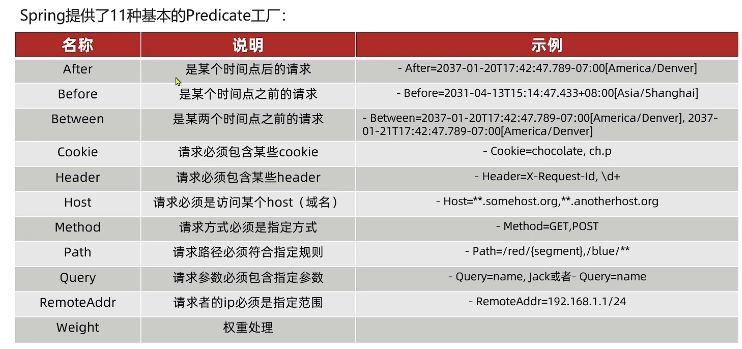 Spring提供了11种基本的Predicate工厂：
名称 说明 示例
After 是某个时间点后的请求 - After=2037-01-20T17:42:47.789-07:00[America/Denver]
Before 是某个时间点之前的请求 - Before=2031-04-13T15:14:47.433+08:00[Asia/Shanghai]
Between 是某两个时间点之前的请求 - Between=2037-01-20T17:42:47.789-07:00[America/Denver], 2037-
01-21T17:42:47.789-07:00[America/Denver]
Cookie 请求必须包含某些cookie - Cookie=chocolate, ch.p
Header 请求必须包含某些header - Header=X-Request-Id, \d+
Host 请求必须是访问某个host（域名） - Host=**.somehost.org,**.anotherhost.org
Method 请求方式必须是指定方式 - Method=GET,POST
Path 请求路径必须符合指定规则 - Path=/red/{segment},/blue/**
Query 请求参数必须包含指定参数 - Query=name, Jack或者- Query=name
RemoteAddr 请求者的ip必须是指定范围 - RemoteAddr=192.168.1.1/24
Weight 权重处理